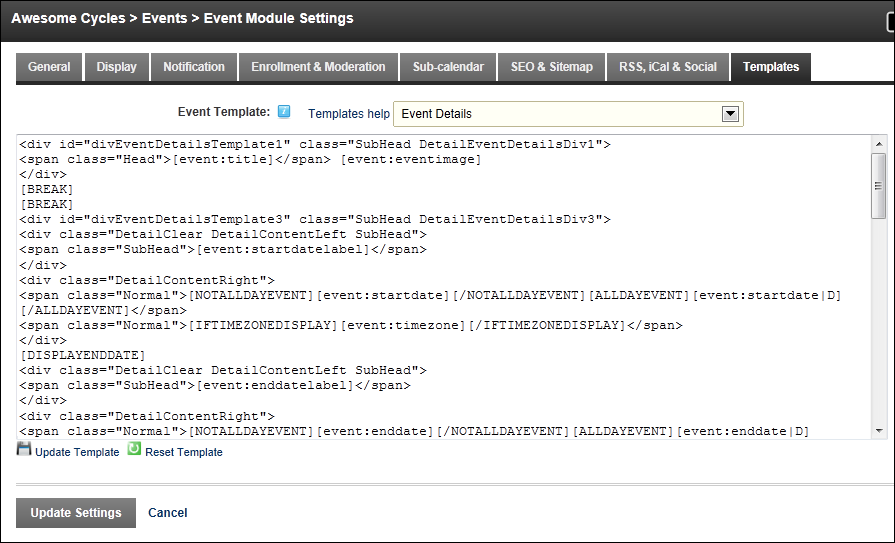 Awesome Cycles > Events > Event Module Settings
General Display Notification Enrollment & Moderation Sub-calendar SEO & Sitemap RSS, iCal & Social Templates
Event Template: Templates help Event Details
<div id="divEventDetailsTemplate1" class="SubHead DetailEventDetailsDiv1">
<span class="Head">[event:title]</span> [event:eventimage]
</div>
[BREAK]
[BREAK]
<div id="divEventDetailsTemplate3" class="SubHead DetailEventDetailsDiv3">
<div class="DetailClear DetailContentLeft SubHead">
<span class="SubHead">[event:startdatelabel]</span>
</div>
<div class="DetailContentRight">
<span class="Normal">[NOTALLDAYEVENT][event:startdate][/NOTALLDAYEVENT][ALLDAYEVENT][event:startdate|D]
[/ALLDAYEVENT]</span>
<span class="Normal">[IFTIMEZONEDISPLAY][event:timezone][/IFTIMEZONEDISPLAY]</span>
</div>
[DISPLAYENDDATE]
<div class="DetailClear DetailContentLeft SubHead">
<span class="SubHead">[event:enddatelabel]</span>
</div>
<div class="DetailContentRight">
<span class="Normal">[NOTALLDAYEVENT][event:enddate][/NOTALLDAYEVENT][ALLDAYEVENT][event:enddate|D]
Update Template Reset Template
Update Settings Cancel